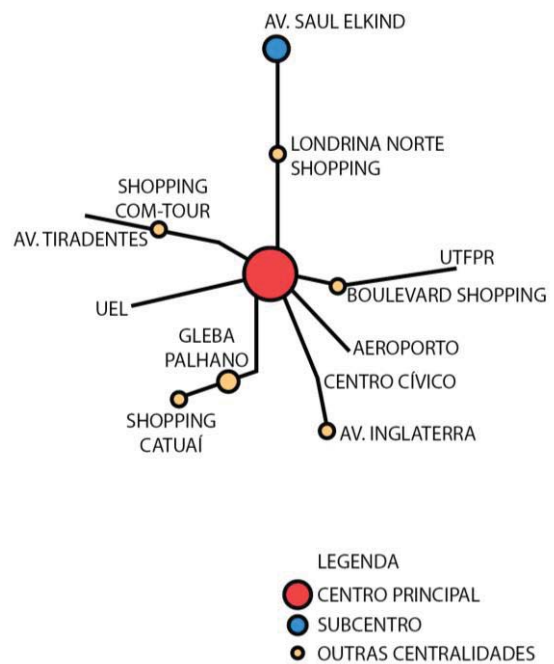 AV. SAUL ELKIND
LONDRINA NORTE
SHOPPING
SHOPPING
COM-TOUR
AV. TIRADENTES
UTFPR
BOULEVARD SHOPPING
UEL
GLEBA
PALHANO
AEROPORTO
CENTRO CÍVICO
SHOPPING
CATUAÍ
AV. INGLATERRA
LEGENDA
CENTRO PRINCIPAL
SUBCENTRO
OUTRAS CENTRALIDADES